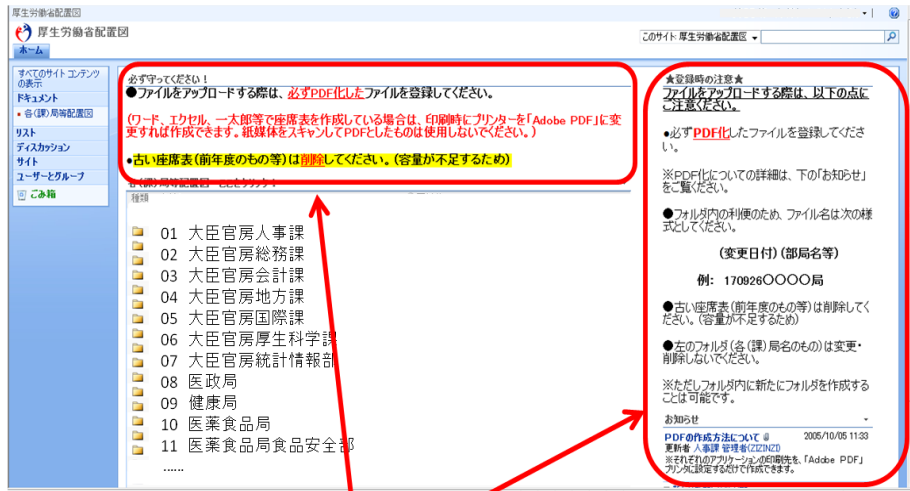 厚生労働省配置図
厚生労働省配置図
このサイト: 厚生労働省配置図
ホーム
すべてのサイト コンテンツ
の表示
ドキュメント
・各(課)局等配置図
リスト
ディスカッション
サイト
ユーザーとグループ
ごみ箱
必ず守ってください！
●ファイルをアップロードする際は、必ずPDF化したファイルを登録してください。
(ワード、エクセル、一太郎等で座席表を作成している場合は、印刷時にプリンターを「Adobe PDF」に変
更すれば作成できます。紙媒体をスキャンしてPDFとしたものは使用しないでください。)
●古い座席表(前年度のもの等)は削除してください。(容量が不足するため)
種類
01 大臣官房人事課
02 大臣官房総務課
03 大臣官房会計課
04 大臣官房地方課
05 大臣官房国際課
06 大臣官房厚生科学課
07 大臣官房統計情報部
08 医政局
09 健康局
10 医薬食品局
11 医薬食品局食品安全部
……
★登録時の注意★
ファイルをアップロードする際は、以下の点に
ご注意ください。
●必ずPDF化したファイルを登録してくださ
い。
※PDF化についての詳細は、下の「お知らせ」
をご覧ください。
●フォルダ内の利便のため、ファイル名は次の様
式としてください。
(変更日付)(部局名等)
例: 170926〇〇〇〇局
●古い座席表(前年度のもの等)は削除してく
ださい。(容量が不足するため)
●左のフォルダ(各(課)局名のもの)は変更・
削除しないでください。
※ただしフォルダ内に新たにフォルダを作成する
ことは可能です。
お知らせ
PDFの作成方法について 2005/10/05 11:33
更新者 人事課 管理者(ZIZINZI)
※それぞれのアプリケーションの印刷先を、「Adobe PDF」
プリンタに設定するだけで作成できます。